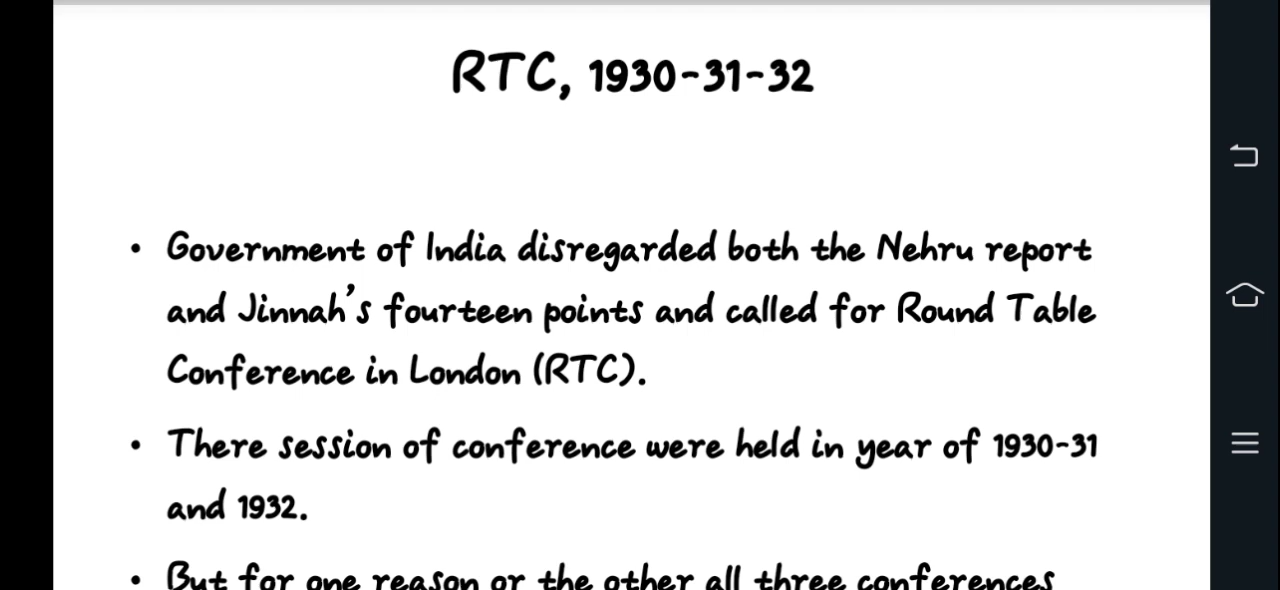 RTC, 1930-31-32
• Government of India disregarded both the Nehru report
and Jinnah's fourteen points and called for Round Table
Conference in London (RTC).
• There session of conference were held in year of 1930-31
and 1932.
• But for one reason or the other all three conferences